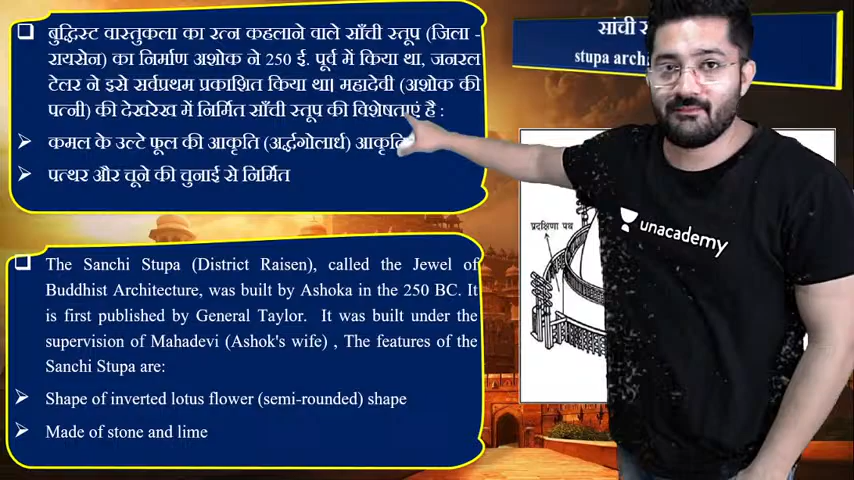 बुद्धिस्ट वास्तुकला का रत्न कहलाने वाले साँची स्तूप (जिला -
रायसेन) का निर्माण अशोक ने 250 ई. पूर्व में किया था, जनरल
टेलर ने इसे सर्वप्रथम प्रकाशित किया था। महादेवी (अशोक की
पत्नी) की देखरेख में निर्मित साँची स्तूप की विशेषताएं है :
कमल के उल्टे फूल की आकृति (अर्द्धगोलार्ध) आकृति
पत्थर और चूने की चुनाई से निर्मित
The Sanchi Stupa (District Raisen), called the Jewel of
Buddhist Architecture, was built by Ashoka in the 250 BC. It
is first published by General Taylor. It was built under the
supervision of Mahadevi (Ashok's wife) , The features of the
Sanchi Stupa are:
Shape of inverted lotus flower (semi-rounded) shape
Made of stone and lime
सांची
stupa
प्रदक्षिणा पथ
unacademy